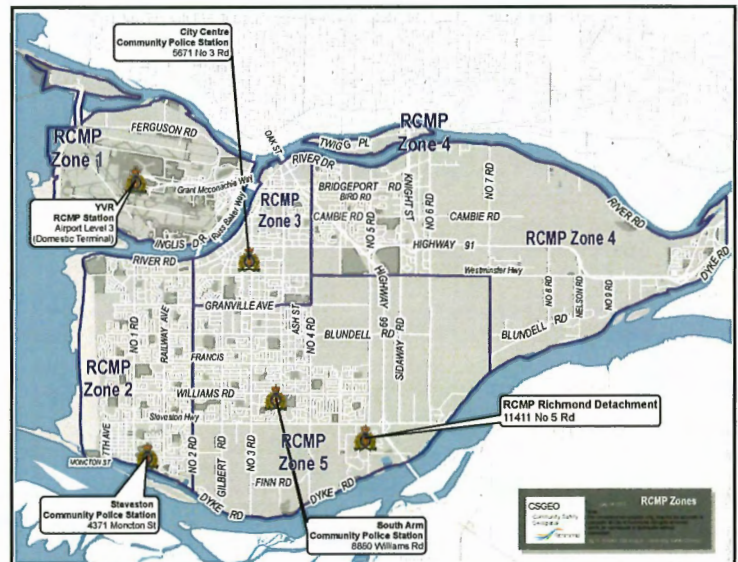 City Centre
Community Police Station
5671 No 3 Rd
RCMP
Zone 1
FERGUSON RD
Grant Mcconachie Way
Russ Baker Way
YVR
RCMP Station
Airport Level 3
(Domestic Terminal)
INGLIS DR
RIVER RD
OAK ST
TWIGG PL
RIVER DR
RCMP
Zone 4
RCMP
Zone 3
BRIDGEPORT RD
BIRD RD
CAMBIE RD
NO 5 RD
KNIGHT ST
NO 6 RD
NO 7 RD
CAMBIE RD
HIGHWAY 91
RCMP Zone 4
RIVER RD
DYKE RD
Westminster Hwy
NO 8 RD
NELSON RD
NO 9 RD
BLUNDELL RD
GRANVILLE AVE
ASH ST
NO 4 RD
BLUNDELL RD
HIGHWAY 99
SIDAWAY RD
NO 1 RD
RAILWAY AVE
FRANCIS
RCMP
Zone 2
WILLIAMS RD
Steveston Hwy
7TH AVE
MONCTON ST
NO 2 RD
GILBERT RD
NO 3 RD
RCMP
Zone 5
FINN RD
DYKE RD
DYKE RD
RCMP Richmond Detachment
11411 No 5 Rd
Steveston
Community Police Station
4371 Moncton St
South Arm
Community Police Station
8850 Williams Rd
CSGEO
Community Safety
Geospatial
RCMP Zones